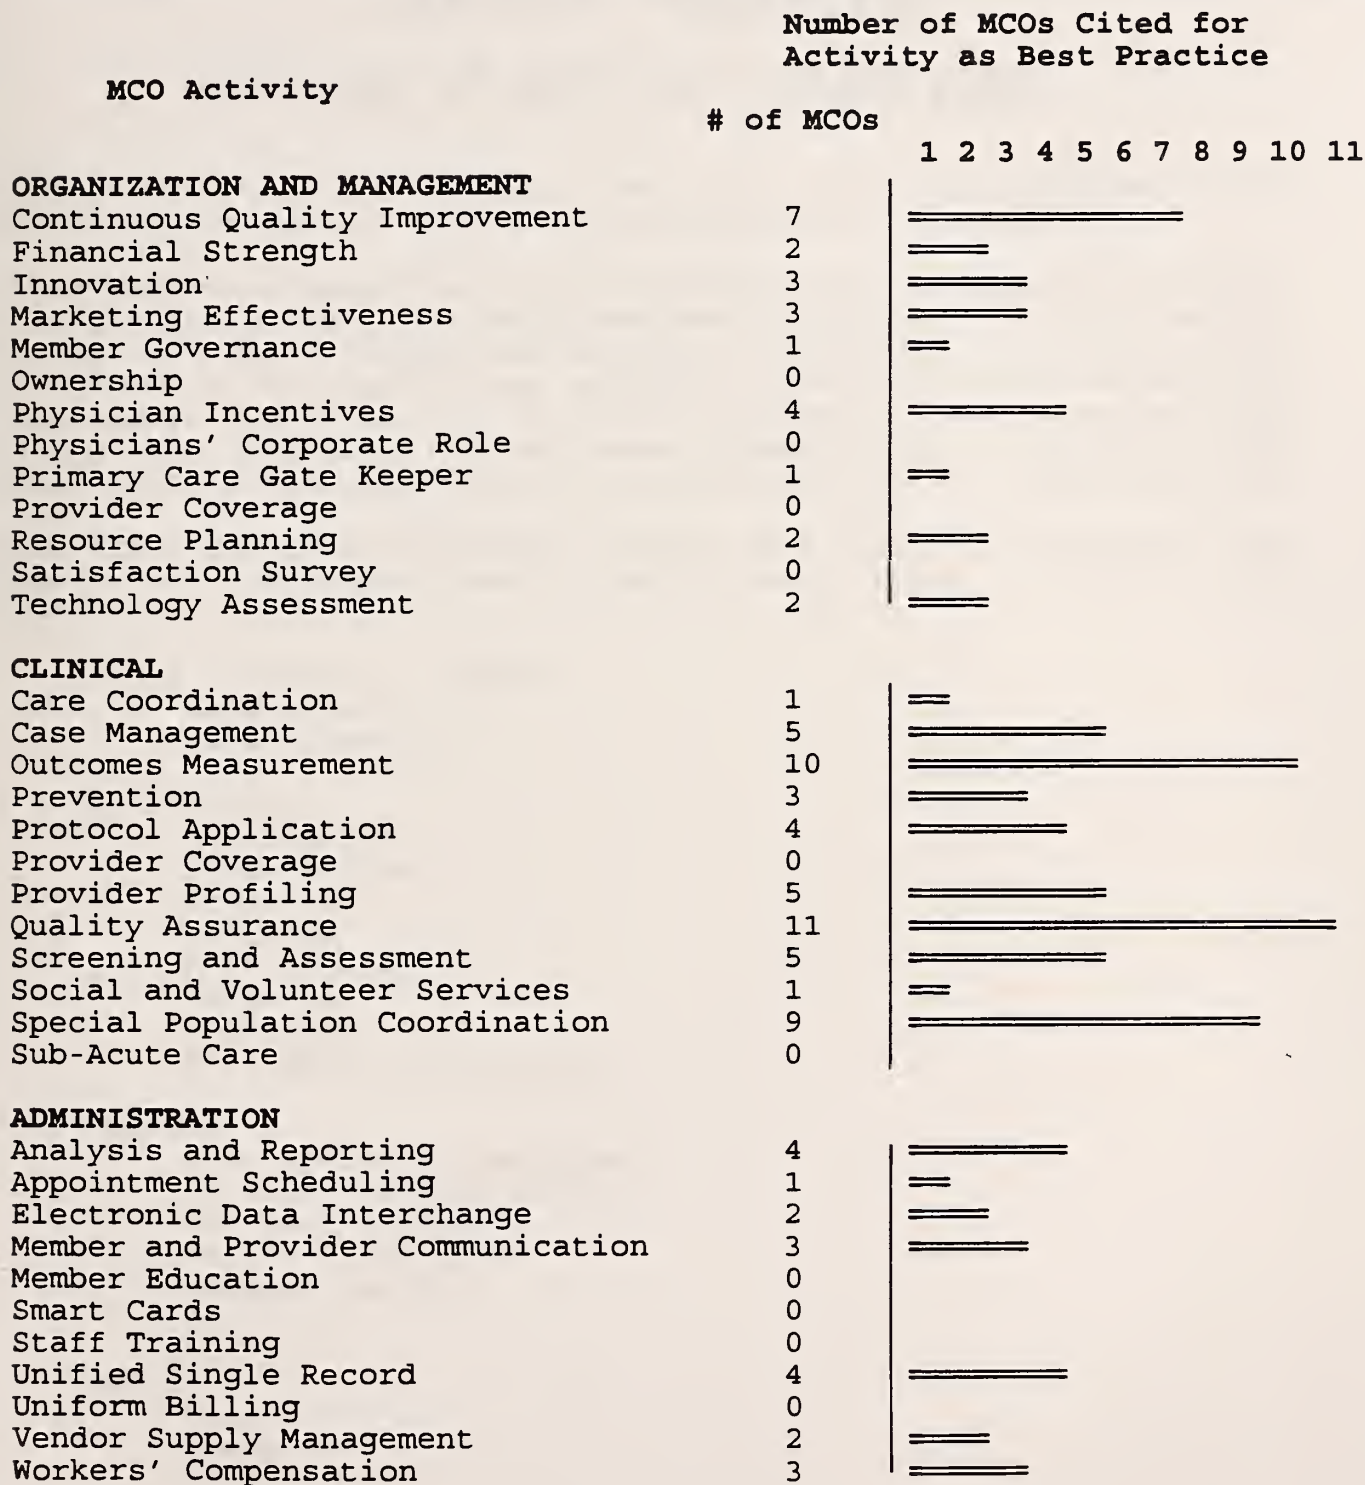 Number of MCOs Cited for
Activity as Best Practice
MCO Activity
# of MCOs
1 2 3 4 5 6 7 8 9 10 11
ORGANIZATION AND MANAGEMENT
Continuous Quality Improvement 7
Financial Strength 2
Innovation 3
Marketing Effectiveness 3
Member Governance 1
Ownership 0
Physician Incentives 4
Physicians' Corporate Role 0
Primary Care Gate Keeper 1
Provider Coverage 0
Resource Planning 2
Satisfaction Survey 0
Technology Assessment 2
CLINICAL
Care Coordination 1
Case Management 5
Outcomes Measurement 10
Prevention 3
Protocol Application 4
Provider Coverage 0
Provider Profiling 5
Quality Assurance 11
Screening and Assessment 5
Social and Volunteer Services 1
Special Population Coordination 9
Sub-Acute Care 0
ADMINISTRATION
Analysis and Reporting 4
Appointment Scheduling 1
Electronic Data Interchange 2
Member and Provider Communication 3
Member Education 0
Smart Cards 0
Staff Training 0
Unified Single Record 4
Uniform Billing 0
Vendor Supply Management 2
Workers' Compensation 3